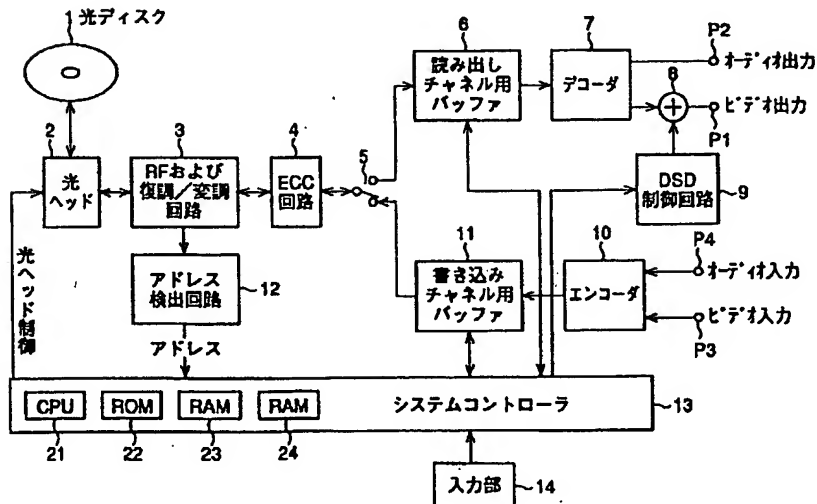 1 光ディスク
2
光
ヘッド
3
RFおよび
復調/変調
回路
4
ECC
回路
5
6
読み出し
チャネル用
バッファ
7
デコーダ
P2
オーディオ出力
8
ビデオ出力
P1
DSD
制御回路
9
10
エンコーダ
P4
オーディオ入力
ビデオ入力
P3
11
書き込み
チャネル用
バッファ
アドレス
検出回路
12
アドレス
光ヘッド制御
CPU
ROM
RAM
RAM
システムコントローラ
13
21
22
23
24
入力部
14